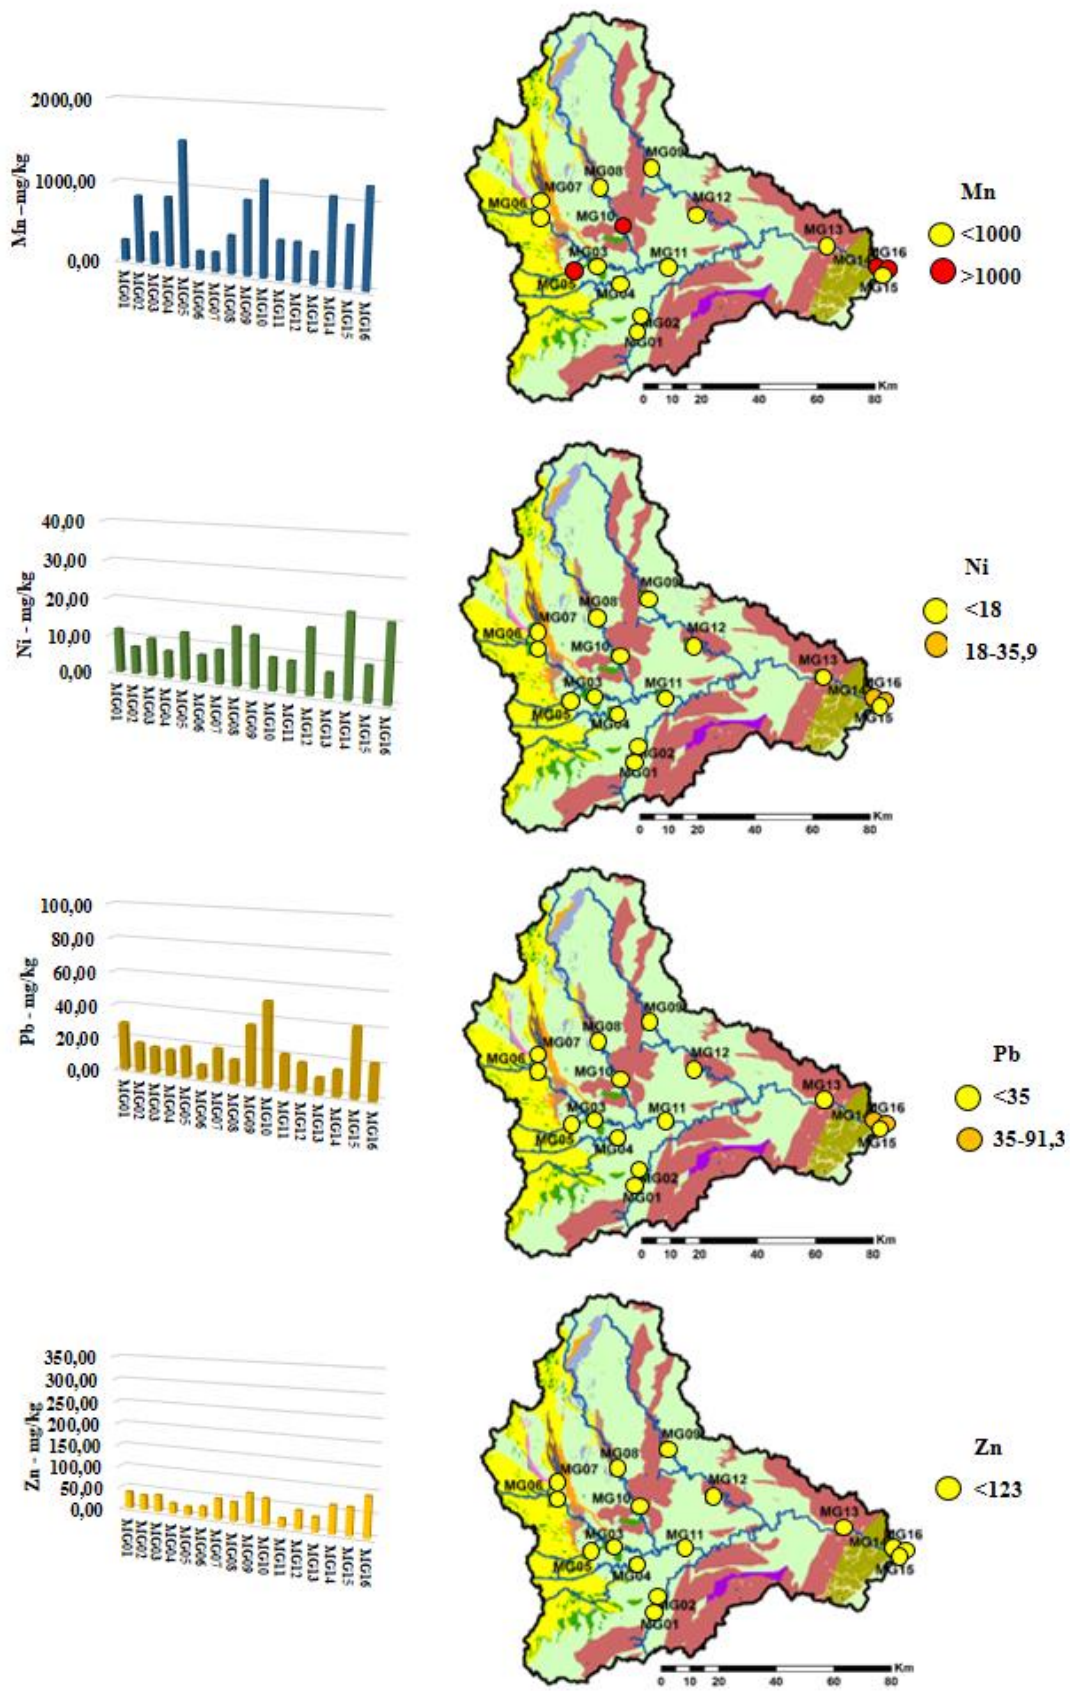 2000,00
1000,00
0,00
Mn–mg/kg
MG01 MG02 MG03 MG04 MG05 MG06 MG07 MG08 MG09 MG10 MG11 MG12 MG13 MG14 MG15 MG16
MG09
MG08
MG07
MG06
MG12
MG10
MG13
MG03
MG11
MG14
MG16
MG05
MG04
MG15
MG02
MG01
0 10 20 40 60 80 Km
Mn
<1000
>1000
40,00
30,00
20,00
10,00
0,00
Ni - mg/kg
MG01 MG02 MG03 MG04 MG05 MG06 MG07 MG08 MG09 MG10 MG11 MG12 MG13 MG14 MG15 MG16
MG09
MG08
MG07
MG06
MG12
MG10
MG13
MG03
MG11
MG14
MG16
MG05
MG04
MG15
MG02
MG01
0 10 20 40 60 80 Km
Ni
<18
18-35,9
100,00
80,00
60,00
40,00
20,00
0,00
Pb - mg/kg
MG01 MG02 MG03 MG04 MG05 MG06 MG07 MG08 MG09 MG10 MG11 MG12 MG13 MG14 MG15 MG16
MG09
MG08
MG07
MG06
MG12
MG10
MG13
MG03
MG11
MG14
MG16
MG05
MG04
MG15
MG02
MG01
0 10 20 40 60 80 Km
Pb
<35
35-91,3
350,00
300,00
250,00
200,00
150,00
100,00
50,00
0,00
Zn - mg/kg
MG01 MG02 MG03 MG04 MG05 MG06 MG07 MG08 MG09 MG10 MG11 MG12 MG13 MG14 MG15 MG16
MG09
MG08
MG07
MG06
MG12
MG10
MG13
MG03
MG11
MG14
MG16
MG05
MG04
MG15
MG02
MG01
0 10 20 40 60 80 Km
Zn
<123